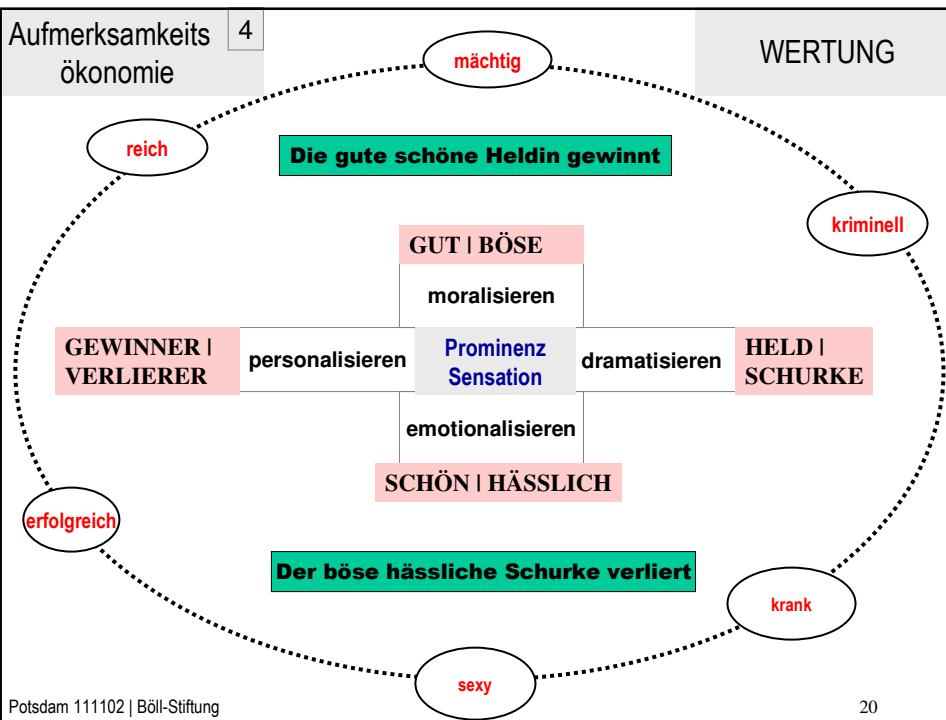 Aufmerksamkeits
ökonomie
4
WERTUNG
mächtig
reich
Die gute schöne Heldin gewinnt
kriminell
GUT | BÖSE
moralisieren
GEWINNER |
VERLIERER
personalisieren
Prominenz
Sensation
dramatisieren
HELD |
SCHURKE
emotionalisieren
SCHÖN | HÄSSLICH
erfolgreich
Der böse hässliche Schurke verliert
krank
sexy
Potsdam 111102 | Böll-Stiftung
20